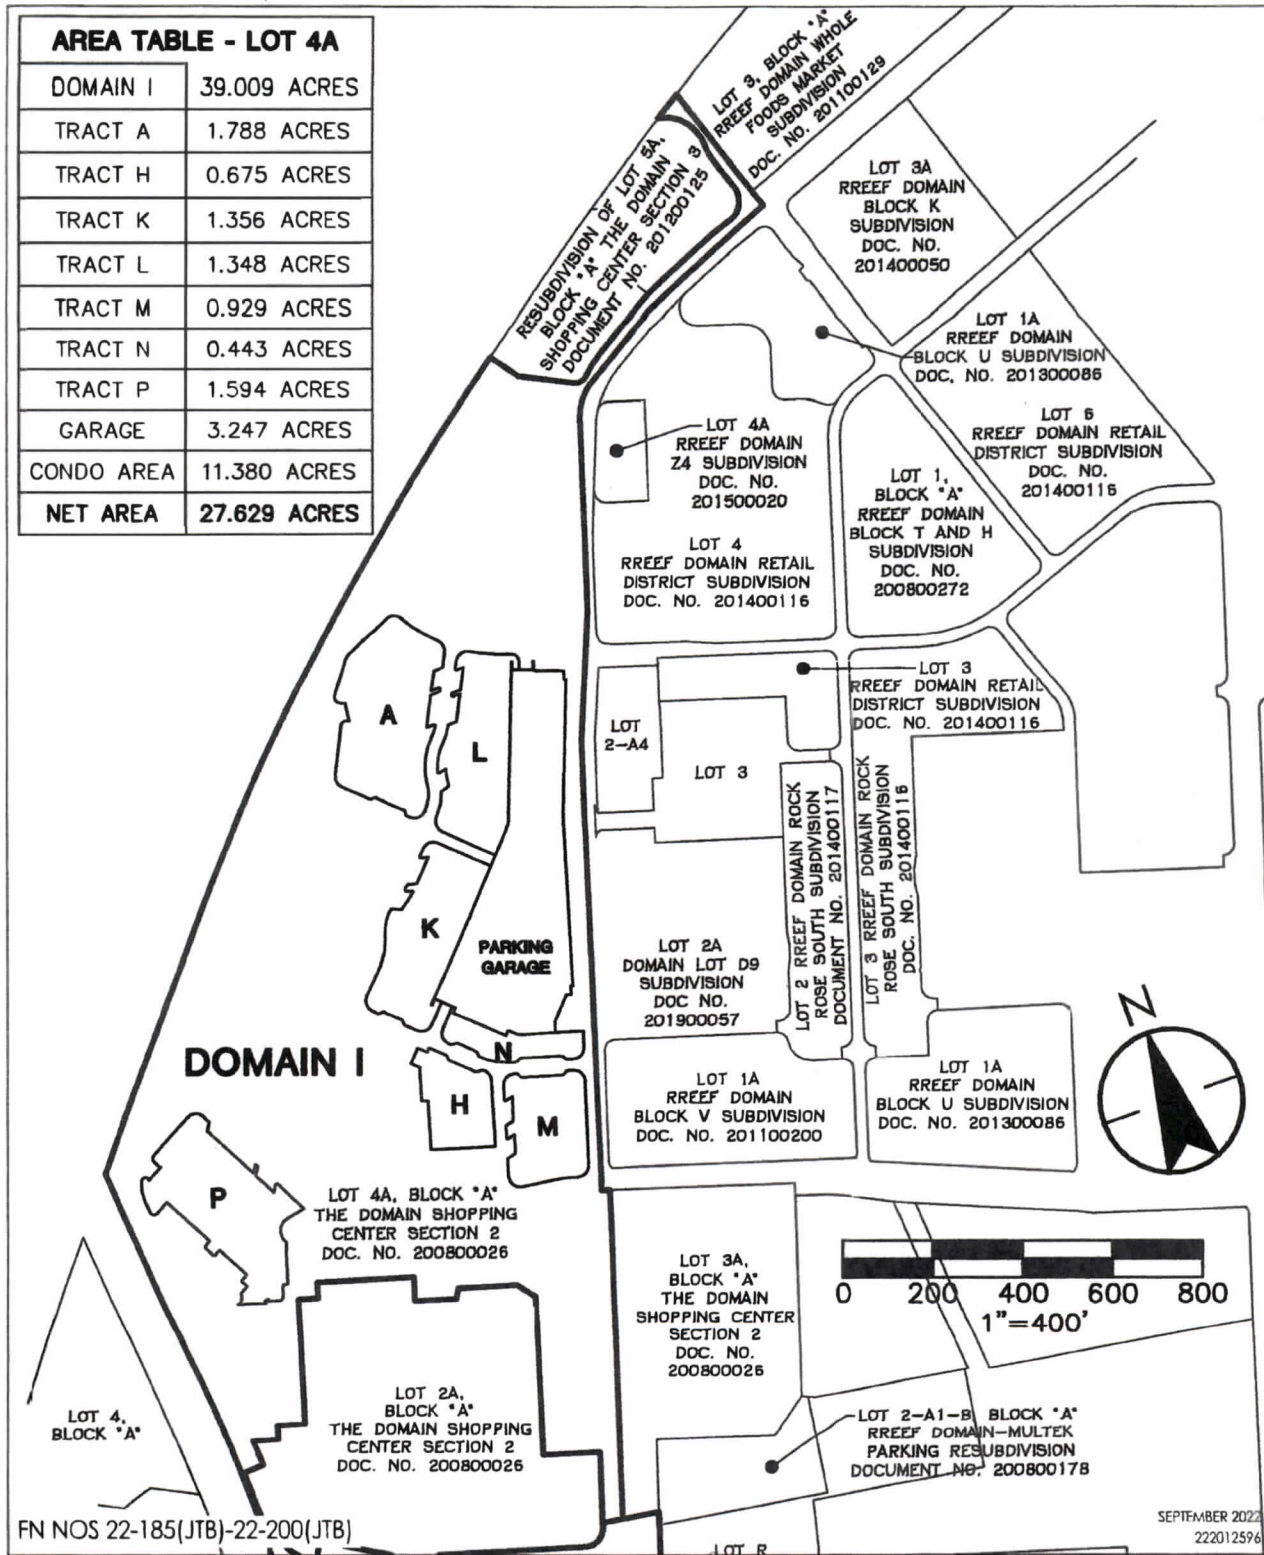 AREA TABLE - LOT 4A
DOMAIN I 39.009 ACRES
TRACT A 1.788 ACRES
TRACT H 0.675 ACRES
TRACT K 1.356 ACRES
TRACT L 1.348 ACRES
TRACT M 0.929 ACRES
TRACT N 0.443 ACRES
TRACT P 1.594 ACRES
GARAGE 3.247 ACRES
CONDO AREA 11.380 ACRES
NET AREA 27.629 ACRES
LOT 3, BLOCK "A"
RREEF DOMAIN WHOLE
FOODS MARKET
SUBDIVISION
DOC. NO. 201100129
RESUBDIVISION OF LOT 5A,
BLOCK "A" THE DOMAIN
SHOPPING CENTER SECTION 3
DOCUMENT NO. 201200125
LOT 3A
RREEF DOMAIN
BLOCK K
SUBDIVISION
DOC. NO.
201400050
LOT 1A
RREEF DOMAIN
BLOCK U SUBDIVISION
DOC. NO. 201300086
LOT 6
RREEF DOMAIN RETAIL
DISTRICT SUBDIVISION
DOC. NO.
201400116
LOT 4A
RREEF DOMAIN
Z4 SUBDIVISION
DOC. NO.
201500020
LOT 1,
BLOCK "A"
RREEF DOMAIN
BLOCK T AND H
SUBDIVISION
DOC. NO.
200800272
LOT 4
RREEF DOMAIN RETAIL
DISTRICT SUBDIVISION
DOC. NO. 201400116
LOT 3
RREEF DOMAIN RETAIL
DISTRICT SUBDIVISION
DOC. NO. 201400116
A
L
LOT
2-A4
LOT 3
LOT 2 RREEF DOMAIN ROCK
ROSE SOUTH SUBDIVISION
DOCUMENT NO. 201400117
LOT 3 RREEF DOMAIN ROCK
ROSE SOUTH SUBDIVISION
DOC. NO. 201400116
K
PARKING
GARAGE
LOT 2A
DOMAIN LOT D9
SUBDIVISION
DOC NO.
201900057
N
N
DOMAIN I
H
M
LOT 1A
RREEF DOMAIN
BLOCK V SUBDIVISION
DOC. NO. 201100200
LOT 1A
RREEF DOMAIN
BLOCK U SUBDIVISION
DOC. NO. 201300086
P
LOT 4A, BLOCK "A"
THE DOMAIN SHOPPING
CENTER SECTION 2
DOC. NO. 200800026
LOT 3A,
BLOCK "A"
THE DOMAIN
SHOPPING CENTER
SECTION 2
DOC. NO.
200800026
0 200 400 600 800
1"=400'
LOT 4,
BLOCK "A"
LOT 2A,
BLOCK "A"
THE DOMAIN SHOPPING
CENTER SECTION 2
DOC. NO. 200800026
LOT 2-A1-B, BLOCK "A"
RREEF DOMAIN-MULTEK
PARKING RESUBDIVISION
DOCUMENT NO. 200800178
FN NOS 22-185(JTB)-22-200(JTB)
SEPTEMBER 2022
222012596
LOT R